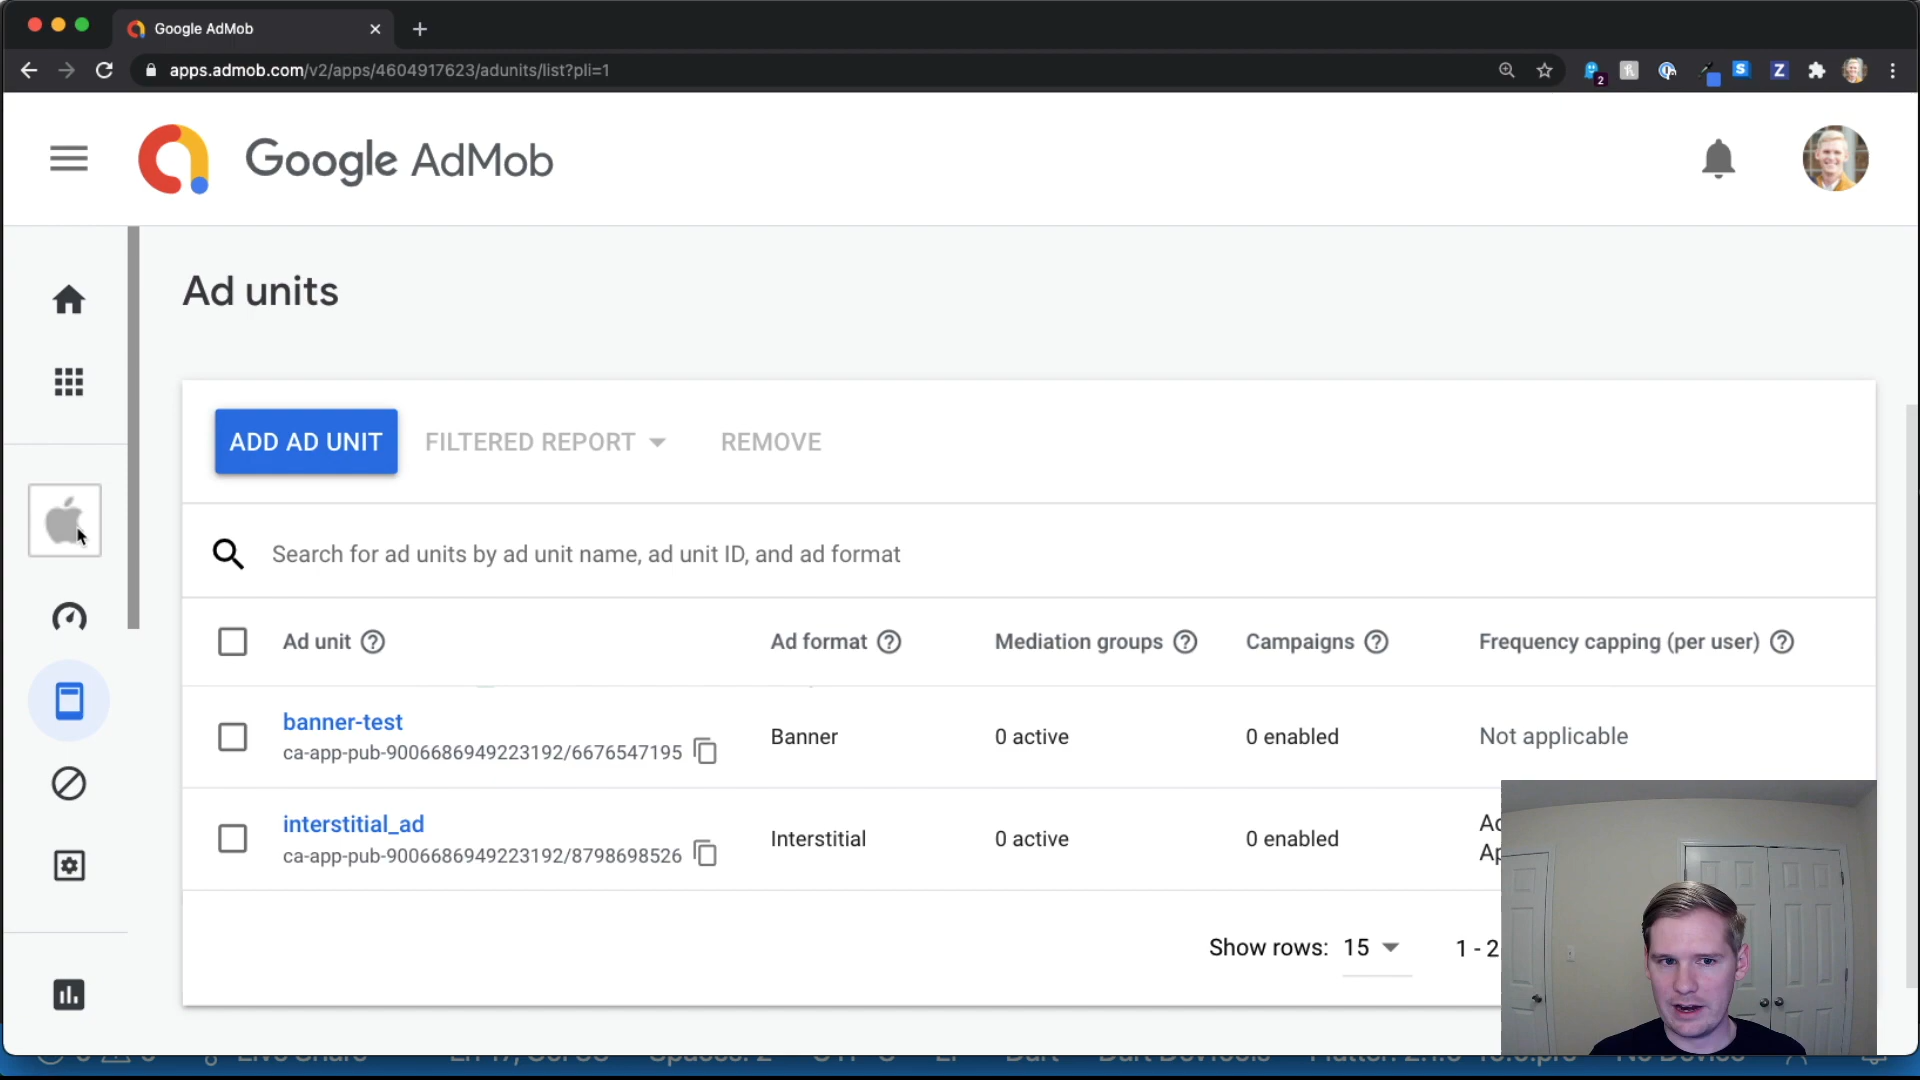 Google AdMob
apps.admob.com/v2/apps/4604917623/adunits/list?pli=1
2
S
Z
Google AdMob
Ad units
ADD AD UNIT
FILTERED REPORT
REMOVE
Search for ad units by ad unit name, ad unit ID, and ad format
Ad unit
Ad format
Mediation groups
Campaigns
Frequency capping (per user)
banner-test
ca-app-pub-9006686949223192/6676547195
Banner
0 active
0 enabled
Not applicable
interstitial_ad
ca-app-pub-9006686949223192/8798698526
Interstitial
0 active
0 enabled
Show rows: 15
1 - 2